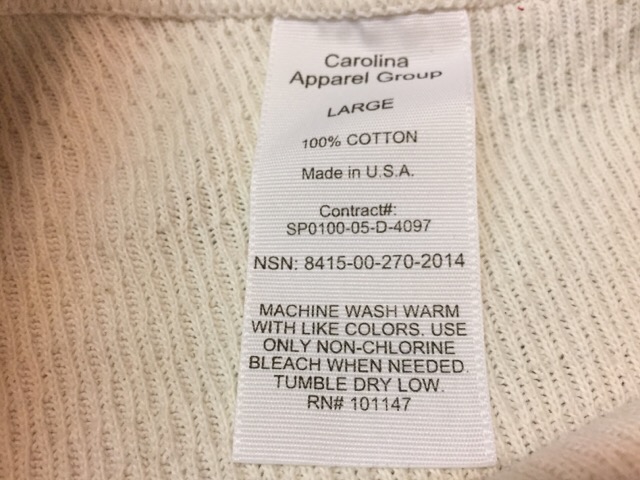 Carolina
Apparel Group
LARGE
100% COTTON
Made in U.S.A.
Contract#:
SP0100-05-D-4097
NSN: 8415-00-270-2014
MACHINE WASH WARM
WITH LIKE COLORS. USE
ONLY NON-CHLORINE
BLEACH WHEN NEEDED.
TUMBLE DRY LOW.
RN# 101147